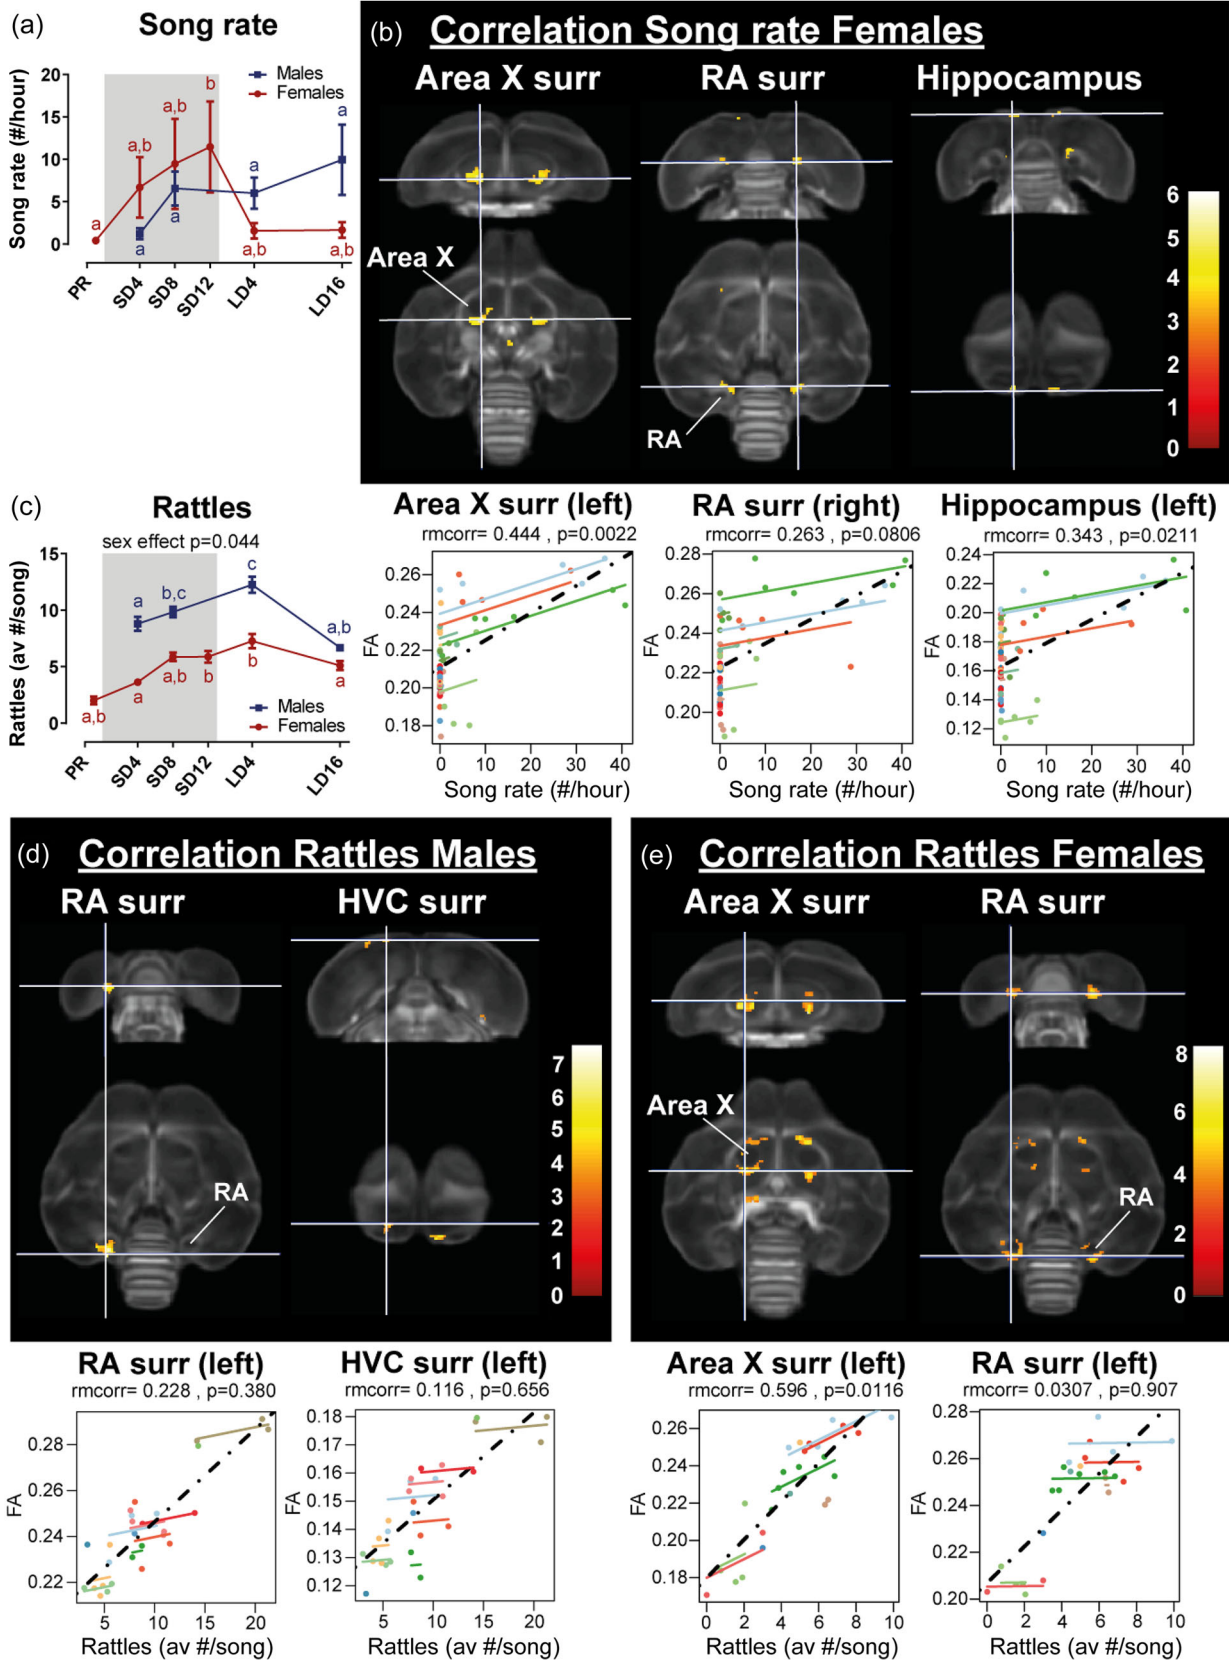 (a)
Song rate
Song rate (#/hour)
20
15
10
5
0
Males
Females
a
a,b
a
a,b
a
b
a
a,b
a
a,b
PR
SD4
SD8
SD12
LD4
LD16
(b)
Correlation Song rate Females
Area X surr
RA surr
Hippocampus
Area X
RA
6
5
4
3
2
1
0
Area X surr (left)
rmcorr= 0.444 , p=0.0022
FA
0.26
0.24
0.22
0.20
0.18
0
10
20
30
40
Song rate (#/hour)
RA surr (right)
rmcorr= 0.263 , p=0.0806
FA
0.28
0.26
0.24
0.22
0.20
0
10
20
30
40
Song rate (#/hour)
Hippocampus (left)
rmcorr= 0.343 , p=0.0211
FA
0.24
0.22
0.20
0.18
0.16
0.14
0.12
0
10
20
30
40
Song rate (#/hour)
(c)
Rattles
sex effect p=0.044
Rattles (av #/song)
15
10
5
0
a
b,c
c
a,b
a,b
a
a,b
b
b
a
Males
Females
PR
SD4
SD8
SD12
LD4
LD16
(d)
Correlation Rattles Males
RA surr
HVC surr
RA
7
6
5
4
3
2
1
0
RA surr (left)
rmcorr= 0.228 , p=0.380
FA
0.28
0.26
0.24
0.22
5
10
15
20
Rattles (av #/song)
HVC surr (left)
rmcorr= 0.116 , p=0.656
FA
0.18
0.17
0.16
0.15
0.14
0.13
0.12
5
10
15
20
Rattles (av #/song)
(e)
Correlation Rattles Females
Area X surr
RA surr
Area X
RA
8
6
4
2
0
Area X surr (left)
rmcorr= 0.596 , p=0.0116
FA
0.26
0.24
0.22
0.20
0.18
0
2
4
6
8
10
Rattles (av #/song)
RA surr (left)
rmcorr= 0.0307 , p=0.907
FA
0.28
0.26
0.24
0.22
0.20
0
2
4
6
8
10
Rattles (av #/song)